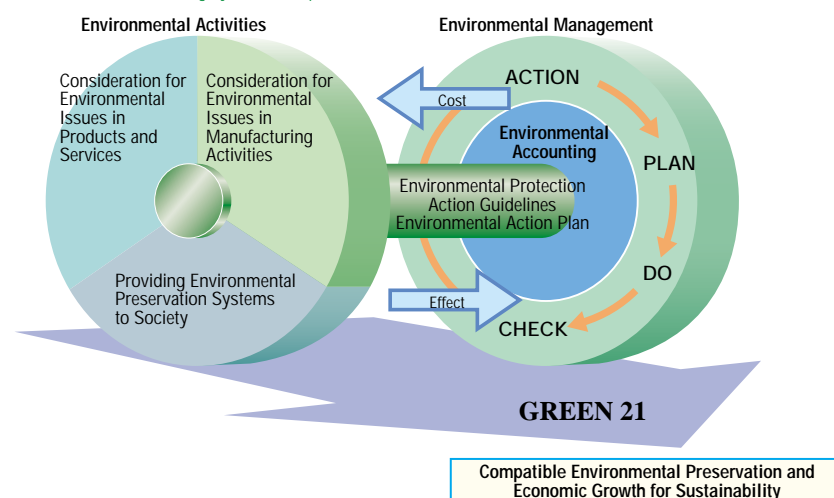 Environmental Activities
Environmental Management
Consideration for
Environmental
Issues in
Products and
Services
Consideration for
Environmental
Issues in
Manufacturing
Activities
Providing Environmental
Preservation Systems
to Society
Cost
ACTION
PLAN
DO
CHECK
Environmental
Accounting
Environmental Protection
Action Guidelines
Environmental Action Plan
Effect
GREEN 21
Compatible Environmental Preservation and
Economic Growth for Sustainability